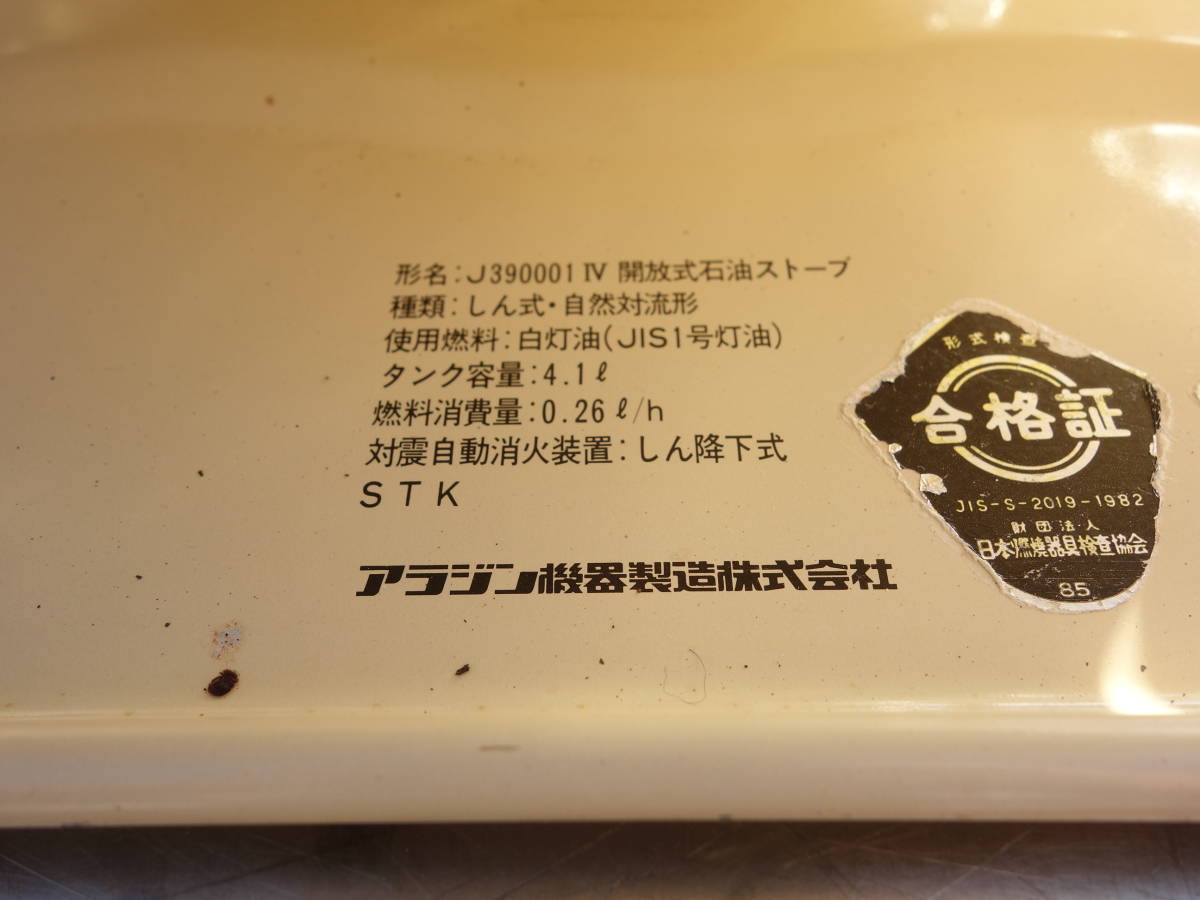 形名:J390001 Ⅳ 開放式石油ストーブ
種類:しん式・自然対流形
使用燃料:白灯油(JIS1号灯油)
タンク容量:4.1ℓ
燃料消費量:0.26ℓ/h
対震自動消火装置:しん降下式
STK
アラジン機器製造株式会社
形式検査
合格証
JIS-S-2019-1982
財団法人
日本燃焼器具検査協会
85